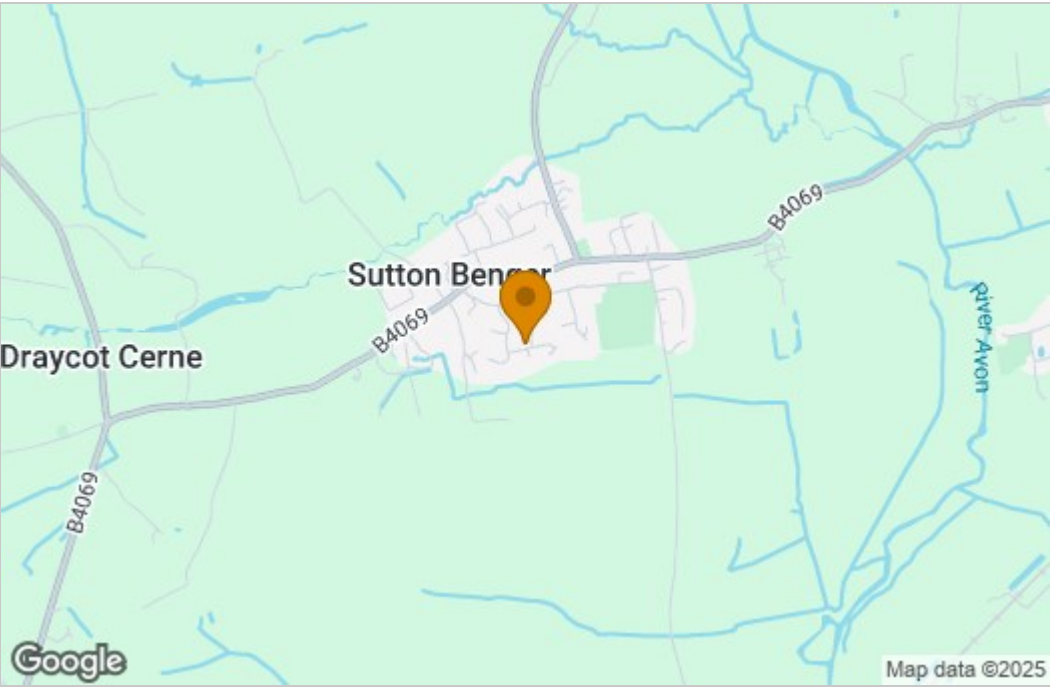 B4069
Sutton Benger
B4069
Draycot Cerne
River Avon
B4069
Google
Map data ©2025